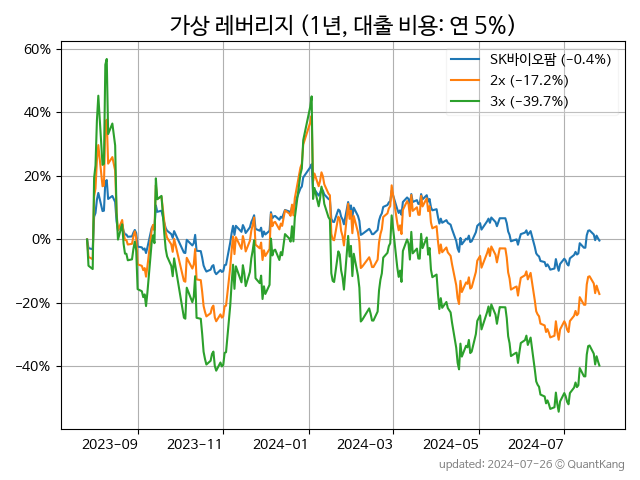 가상 레버리지 (1년, 대출 비용: 연 5%)
SK바이오팜 (−0.4%)
2x (−17.2%)
3x (−39.7%)
60%
40%
20%
0%
−20%
−40%
2023-09
2023-11
2024-01
2024-03
2024-05
2024-07
updated: 2024-07-26 © QuantKang